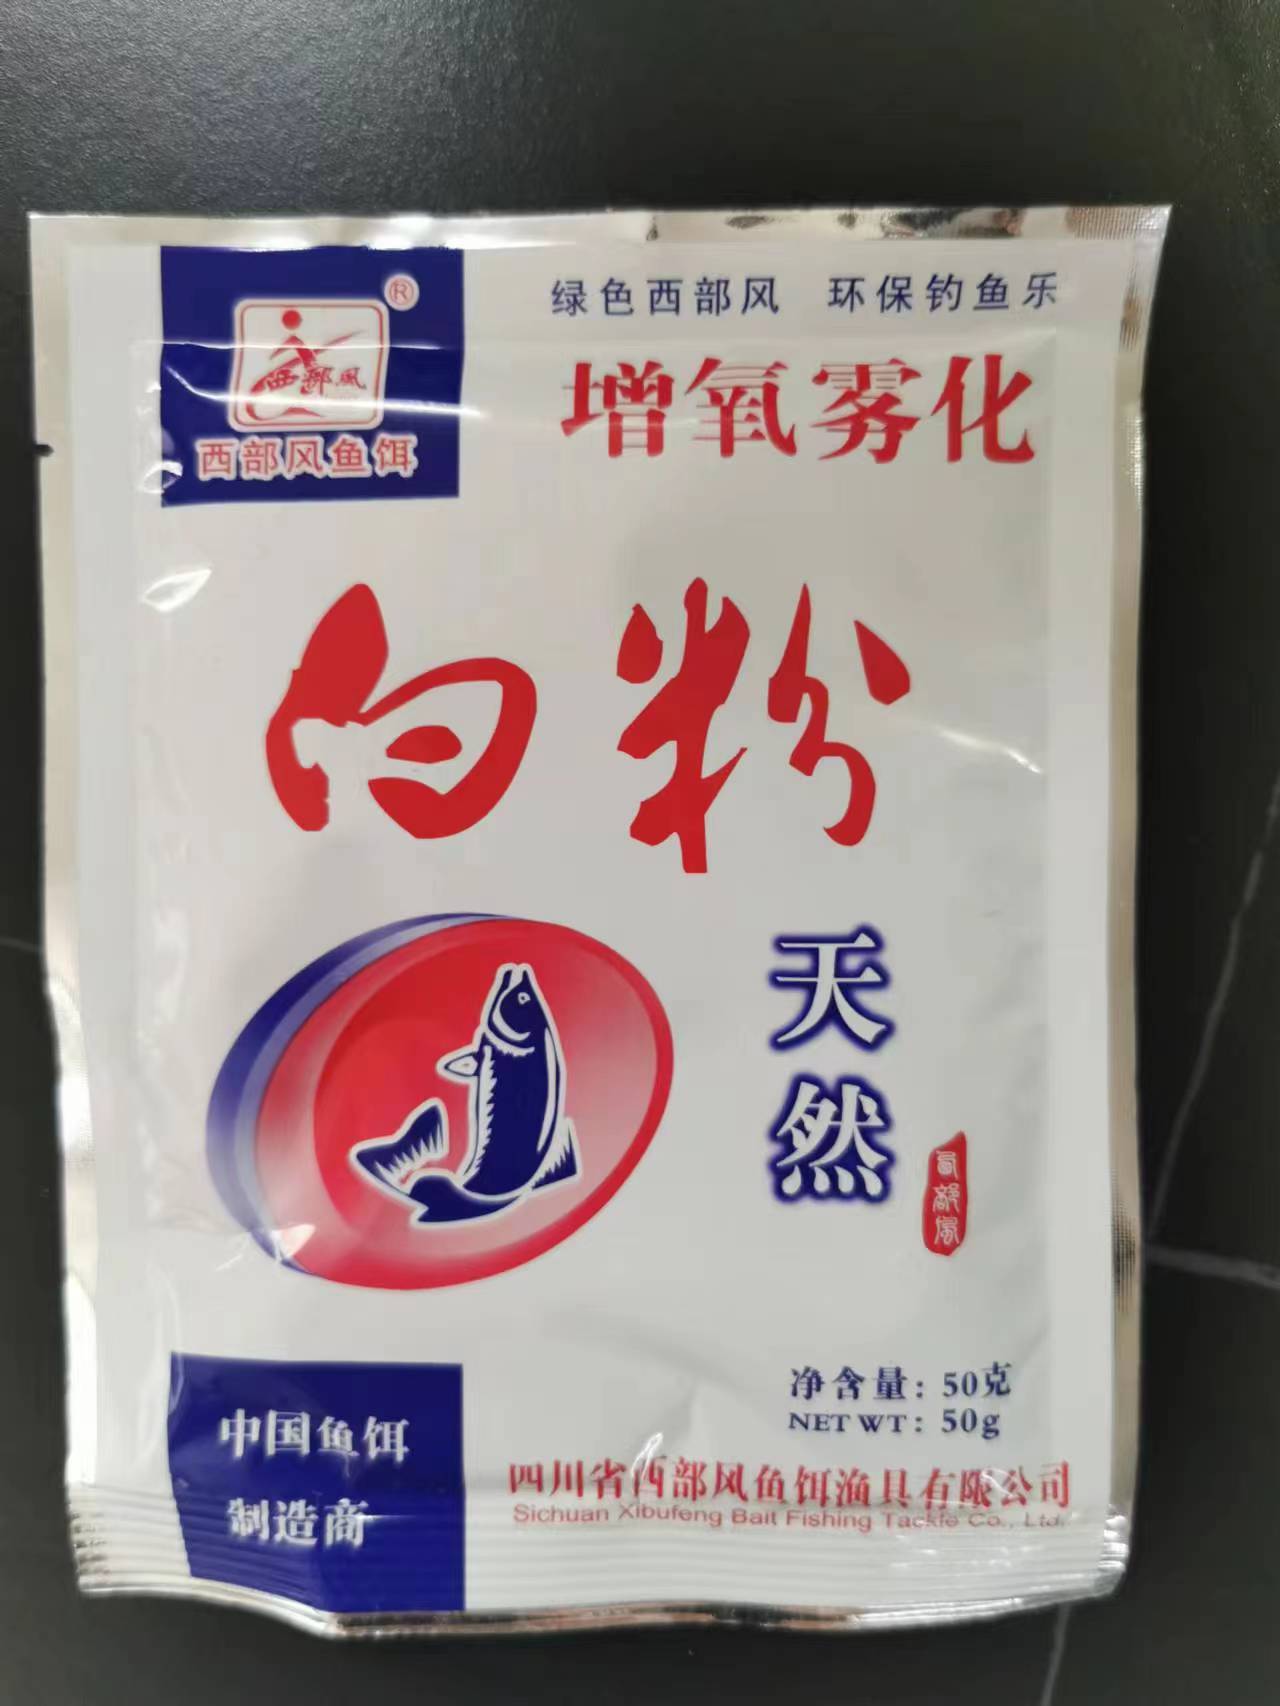 绿色西部风 环保钓鱼乐
®
西部风
西部风鱼饵
增氧雾化
白粉
天然
西部风
净含量：50克
NET WT：50g
中国鱼饵
制造商
四川省西部风鱼饵渔具有限公司
Sichuan Xibufeng Bait Fishing Tackle Co., Ltd.